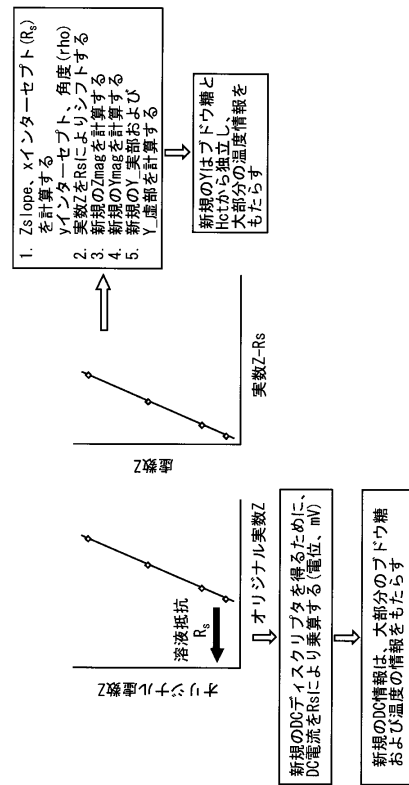 オリジナル虚数Z
溶液抵抗
Rs
オリジナル実数Z
新規のDCディスクリプタを得るために、
DC電流をRsにより乗算する(電位、mV)
新規のDC情報は、大部分のブドウ糖
および温度の情報をもたらす
虚数Z
実数Z-Rs
1. Zslope、xインターセプト(Rs)
を計算する
yインターセプト、角度(rho)
2. 実数ZをRsによりシフトする
3. 新規のZmagを計算する
4. 新規のYmagを計算する
5. 新規のY_実部および
Y_虚部を計算する
新規のYiはブドウ糖と
Hctから独立し、
大部分の温度情報を
もたらす